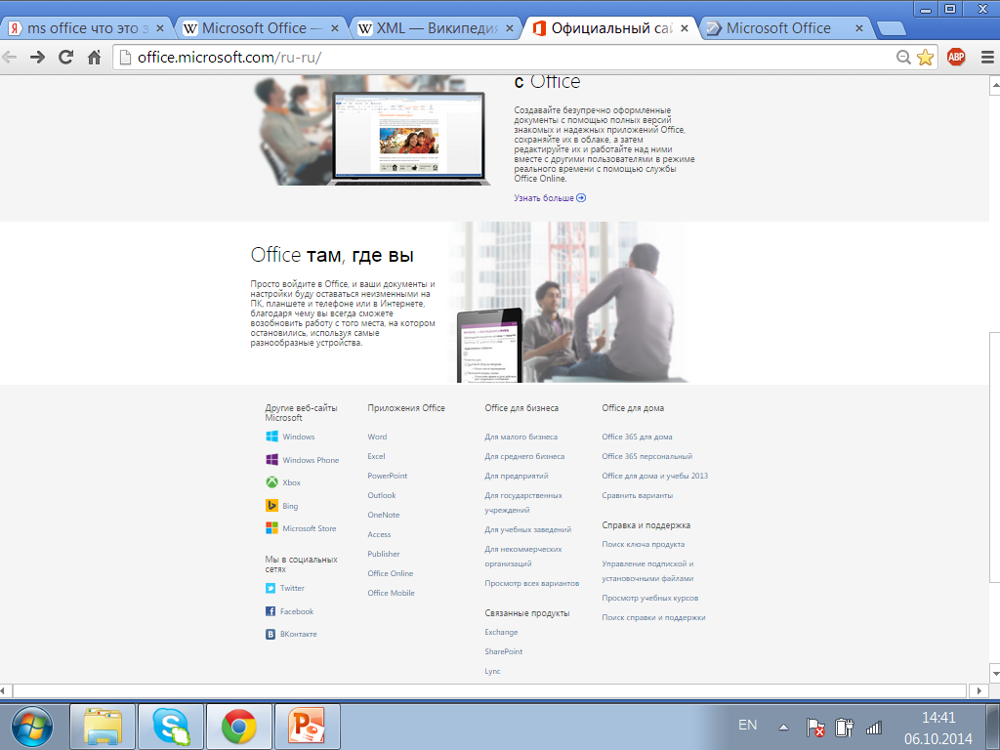 ms office что это з
Microsoft Office —
XML — Википедия
Официальный сай
Microsoft Office
office.microsoft.com/ru-ru/
ABP
с Office
Создавайте безупречно оформленные
документы с помощью полных версий
знакомых и надежных приложений Office,
сохраняйте их в облаке, а затем
редактируйте их и работайте над ними
вместе с другими пользователями в режиме
реального времени с помощью службы
Office Online.
Узнать больше
Office там, где вы
Просто войдите в Office, и ваши документы и
настройки буду оставаться неизменными на
ПК, планшете и телефоне или в Интернете,
благодаря чему вы всегда сможете
возобновить работу с того места, на котором
остановились, используя самые
разнообразные устройства.
Другие веб-сайты
Microsoft
Windows
Windows Phone
Xbox
Bing
Microsoft Store
Мы в социальных
сетях
Twitter
Facebook
ВКонтакте
Приложения Office
Word
Excel
PowerPoint
Outlook
OneNote
Access
Publisher
Office Online
Office Mobile
Office для бизнеса
Для малого бизнеса
Для среднего бизнеса
Для предприятий
Для государственных
учреждений
Для учебных заведений
Для некоммерческих
организаций
Просмотр всех вариантов
Связанные продукты
Exchange
SharePoint
Lync
Office для дома
Office 365 для дома
Office 365 персональный
Office для дома и учебы 2013
Сравнить варианты
Справка и поддержка
Поиск ключа продукта
Управление подпиской и
установочными файлами
Просмотр учебных курсов
Поиск справки и поддержки
EN
14:41
06.10.2014